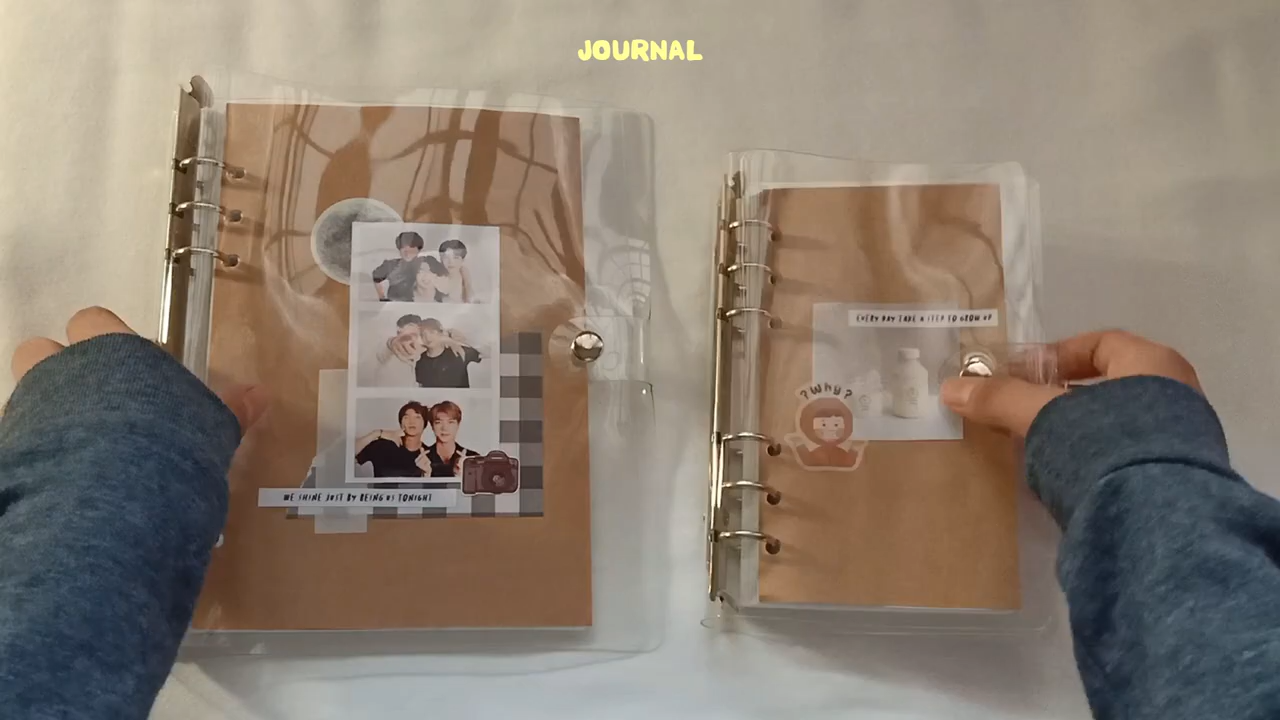 JOURNAL
EVERY DAY TAKE A STEP TO GROW UP
?why?
WE SHINE JUST BY BEING US TONIGHT